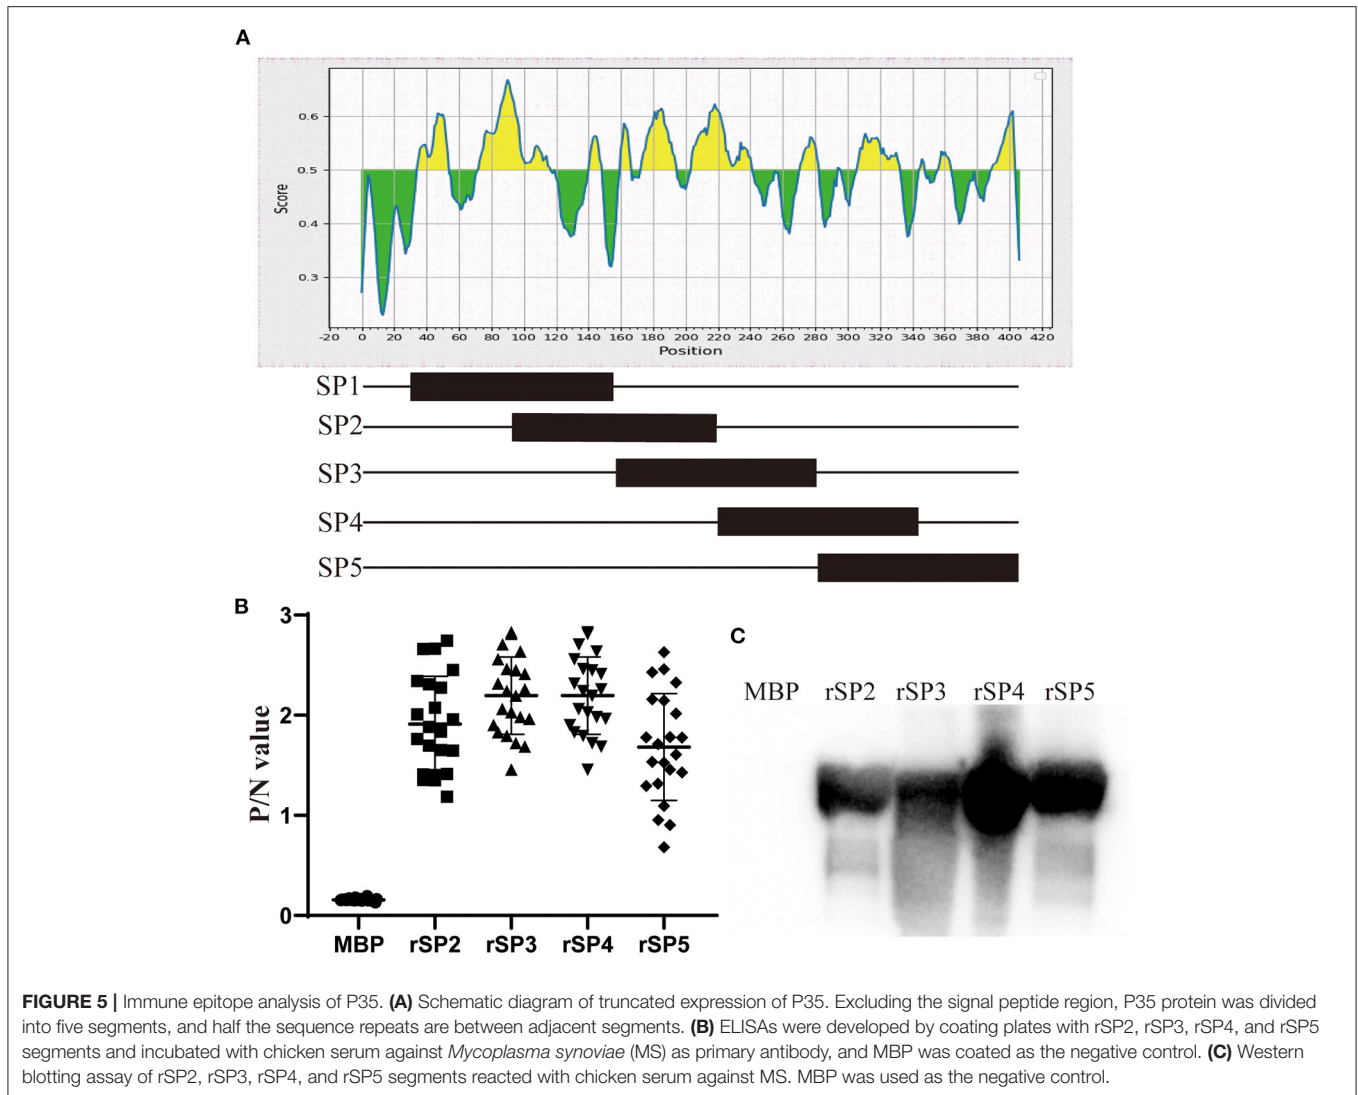 A
0.6
0.5
0.4
0.3
Score
-20 0 20 40 60 80 100 120 140 160 180 200 220 240 260 280 300 320 340 360 380 400 420
Position
SP1
SP2
SP3
SP4
SP5
B
3
2
1
0
P/N value
MBP rSP2 rSP3 rSP4 rSP5
C
MBP rSP2 rSP3 rSP4 rSP5
FIGURE 5 | Immune epitope analysis of P35. (A) Schematic diagram of truncated expression of P35. Excluding the signal peptide region, P35 protein was divided
into five segments, and half the sequence repeats are between adjacent segments. (B) ELISAs were developed by coating plates with rSP2, rSP3, rSP4, and rSP5
segments and incubated with chicken serum against Mycoplasma synoviae (MS) as primary antibody, and MBP was coated as the negative control. (C) Western
blotting assay of rSP2, rSP3, rSP4, and rSP5 segments reacted with chicken serum against MS. MBP was used as the negative control.